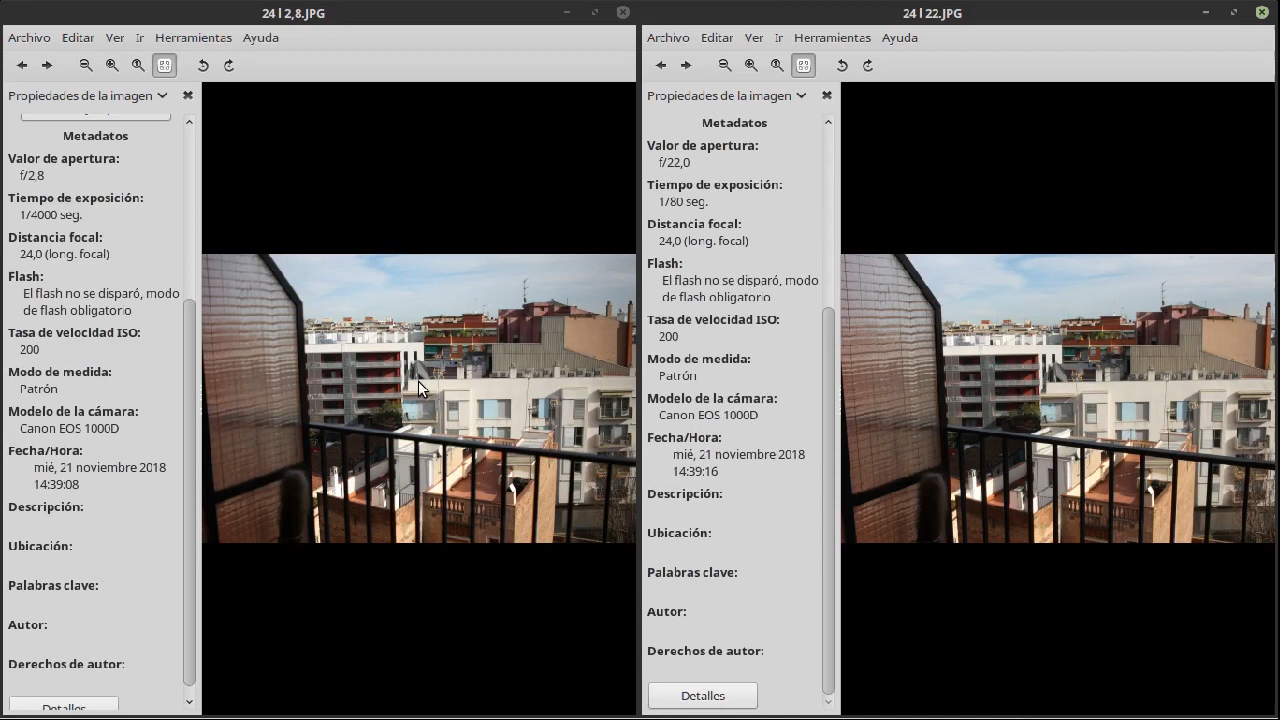 24 | 2,8.JPG
Archivo Editar Ver Ir Herramientas Ayuda
Propiedades de la imagen
Metadatos
Valor de apertura:
f/2,8
Tiempo de exposición:
1/4000 seg.
Distancia focal:
24,0 (long. focal)
Flash:
El flash no se disparó, modo
de flash obligatorio
Tasa de velocidad ISO:
200
Modo de medida:
Patrón
Modelo de la cámara:
Canon EOS 1000D
Fecha/Hora:
mié, 21 noviembre 2018
14:39:08
Descripción:
Ubicación:
Palabras clave:
Autor:
Derechos de autor:
Detalles
24 | 22.JPG
Archivo Editar Ver Ir Herramientas Ayuda
Propiedades de la imagen
Metadatos
Valor de apertura:
f/22,0
Tiempo de exposición:
1/80 seg.
Distancia focal:
24,0 (long. focal)
Flash:
El flash no se disparó, modo
de flash obligatorio
Tasa de velocidad ISO:
200
Modo de medida:
Patrón
Modelo de la cámara:
Canon EOS 1000D
Fecha/Hora:
mié, 21 noviembre 2018
14:39:16
Descripción:
Ubicación:
Palabras clave:
Autor:
Derechos de autor:
Detalles